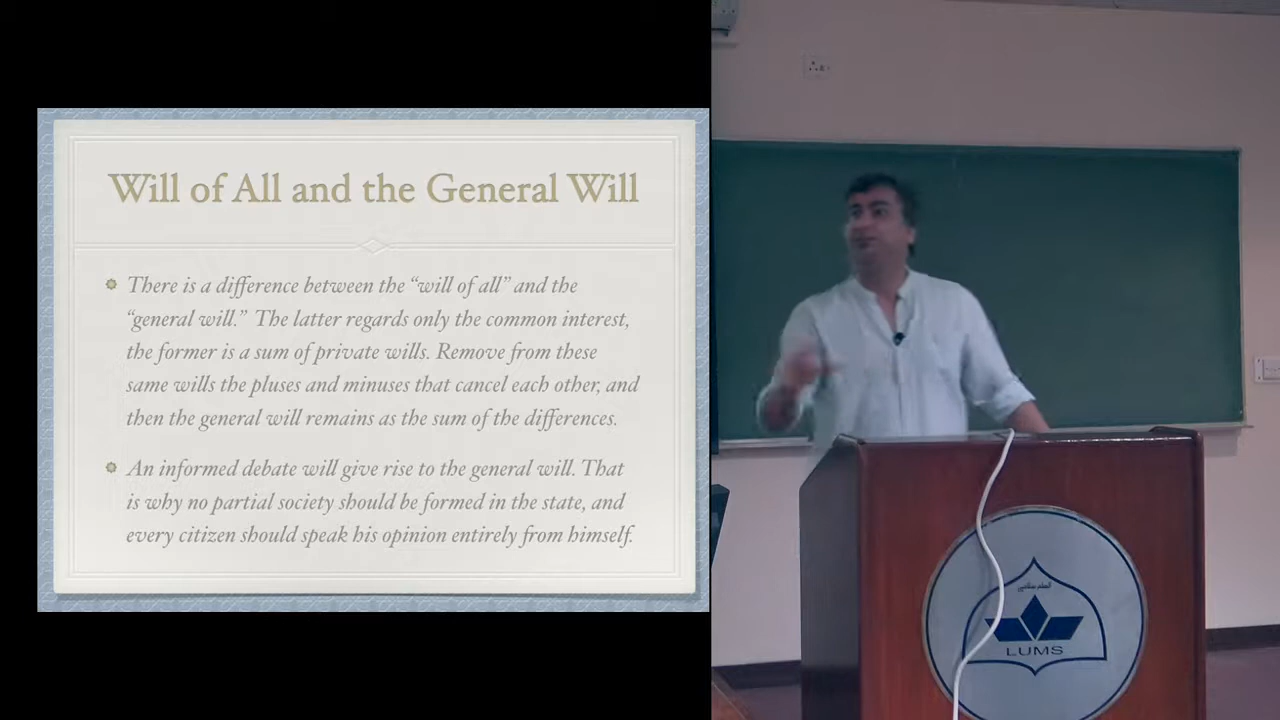 Will of All and the General Will
There is a difference between the “will of all” and the
“general will.” The latter regards only the common interest,
the former is a sum of private wills. Remove from these
same wills the pluses and minuses that cancel each other, and
then the general will remains as the sum of the differences.
An informed debate will give rise to the general will. That
is why no partial society should be formed in the state, and
every citizen should speak his opinion entirely from himself.
LUMS